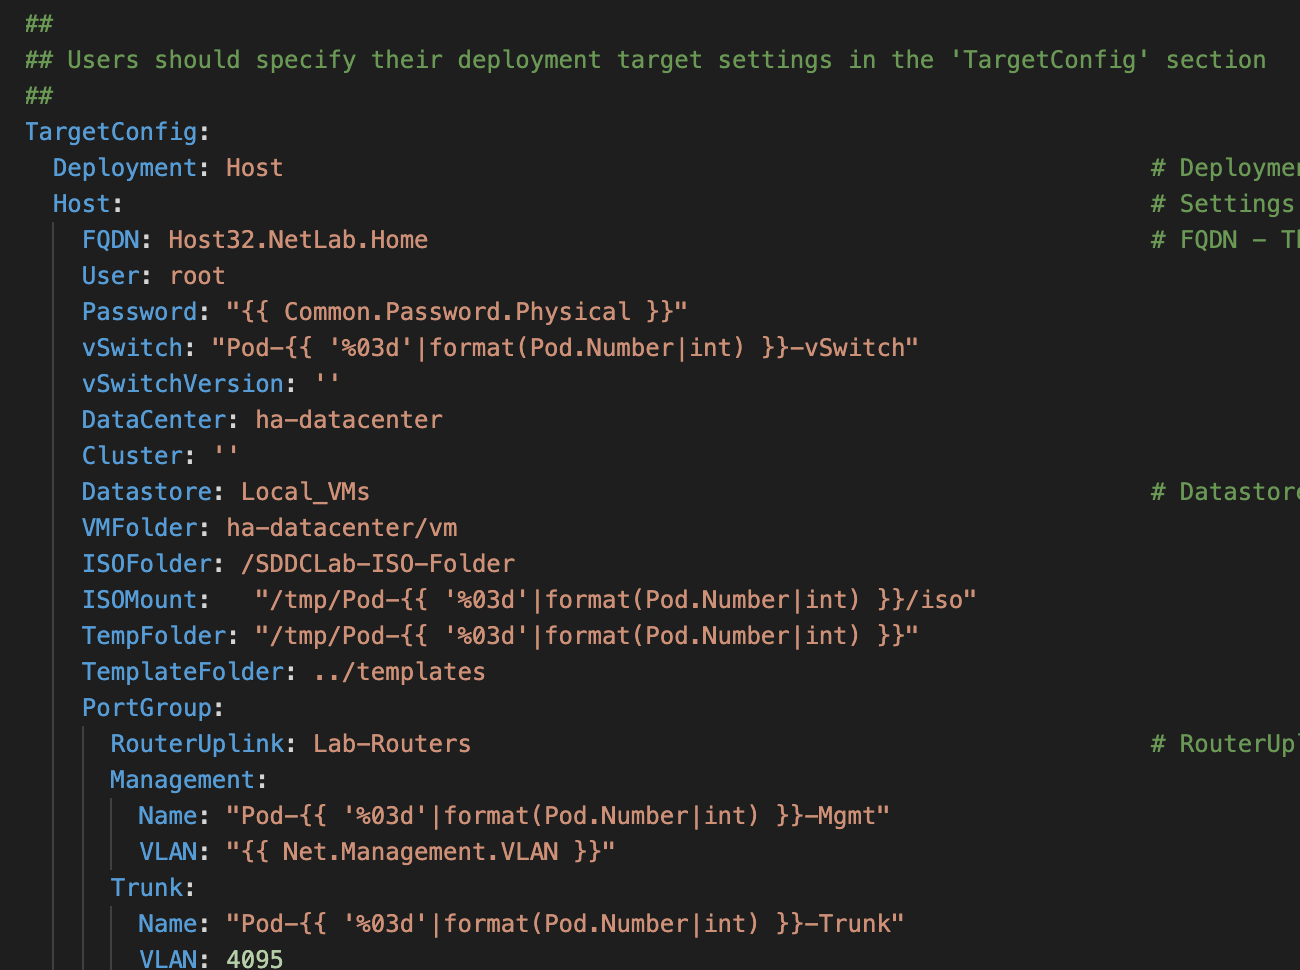 ##
## Users should specify their deployment target settings in the 'TargetConfig' section
##
TargetConfig:
  Deployment: Host # 
  Host: # Settings
    FQDN: Host32.NetLab.Home # FQDN –
    User: root
    Password: "{{ Common.Password.Physical }}"
    vSwitch: "Pod-{{ '%03d'|format(Pod.Number|int) }}-vSwitch"
    vSwitchVersion: ''
    DataCenter: ha-datacenter
    Cluster: ''
    Datastore: Local_VMs #
    VMFolder: ha-datacenter/vm
    ISOFolder: /SDDCLab-ISO-Folder
    ISOMount:   "/tmp/Pod-{{ '%03d'|format(Pod.Number|int) }}/iso"
    TempFolder: "/tmp/Pod-{{ '%03d'|format(Pod.Number|int) }}"
    TemplateFolder: ../templates
    PortGroup:
      RouterUplink: Lab-Routers #
      Management:
        Name: "Pod-{{ '%03d'|format(Pod.Number|int) }}-Mgmt"
        VLAN: "{{ Net.Management.VLAN }}"
      Trunk:
        Name: "Pod-{{ '%03d'|format(Pod.Number|int) }}-Trunk"
        VLAN: 4095